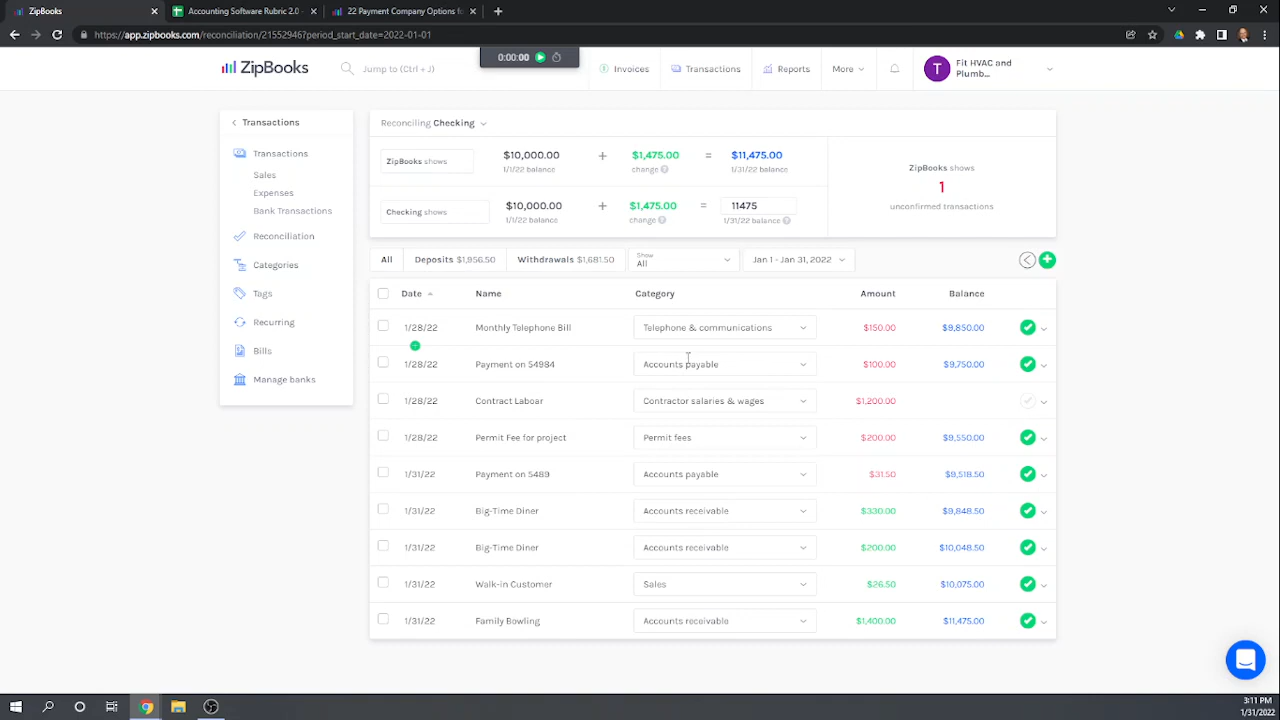 ZipBooks
Accounting Software Rubric 2.0 -
22 Payment Company Options fo
https://app.zipbooks.com/reconciliation/2155294б?period_start_date=2022-01-01
ZipBooks
Jump to (Ctrl + J)
0:00:00
Invoices
Transactions
Reports
More
T
Fit HVAC and
Plumb...
Transactions
Transactions
Sales
Expenses
Bank Transactions
Reconciliation
Categories
Tags
Recurring
Bills
Manage banks
Reconciling Checking
ZipBooks shows
$10,000.00
+
$1,475.00
=
$11,475.00
1/1/22 balance
change
1/31/22 balance
Checking shows
$10,000.00
+
$1,475.00
=
11475
1/1/22 balance
change
1/31/22 balance
ZipBooks shows
1
unconfirmed transactions
All
Deposits $1,956.50
Withdrawals $1,681.50
Show
All
Jan 1 - Jan 31, 2022
Date Name Category Amount Balance
1/28/22 Monthly Telephone Bill Telephone & communications $150.00 $9,850.00
1/28/22 Payment on 54984 Accounts payable $100.00 $9,750.00
1/28/22 Contract Laboar Contractor salaries & wages $1,200.00
1/28/22 Permit Fee for project Permit fees $200.00 $9,550.00
1/31/22 Payment on 5489 Accounts payable $31.50 $9,518.50
1/31/22 Big-Time Diner Accounts receivable $330.00 $9,848.50
1/31/22 Big-Time Diner Accounts receivable $200.00 $10,048.50
1/31/22 Walk-in Customer Sales $26.50 $10,075.00
1/31/22 Family Bowling Accounts receivable $1,400.00 $11,475.00
3:11 PM
1/31/2022